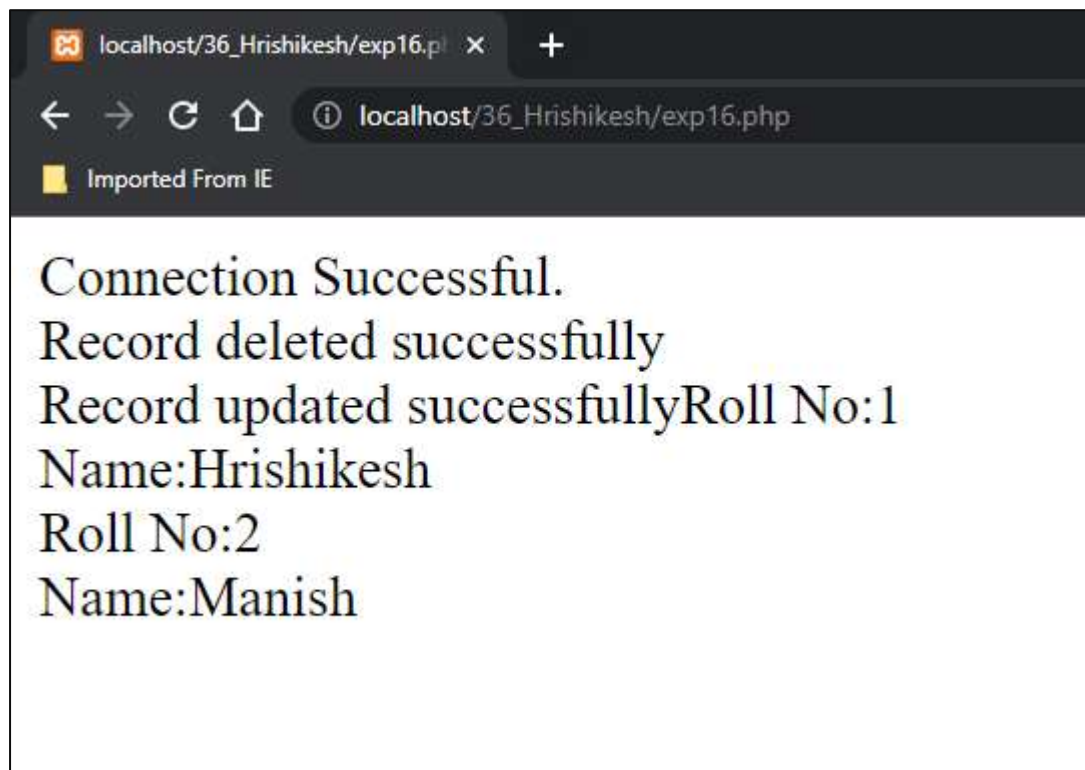 localhost/36_Hrishikesh/exp16.p
localhost/36_Hrishikesh/exp16.php
Imported From IE
Connection Successful.
Record deleted successfully
Record updated successfullyRoll No:1
Name:Hrishikesh
Roll No:2
Name:Manish